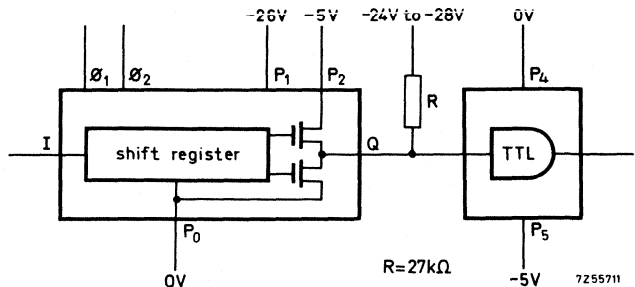 -26V -5V -24V to -28V 0V
Ø1 Ø2 P1 P2 P4
R
I shift register Q TTL
P0 P5
0V R=27kΩ -5V 7Z55711